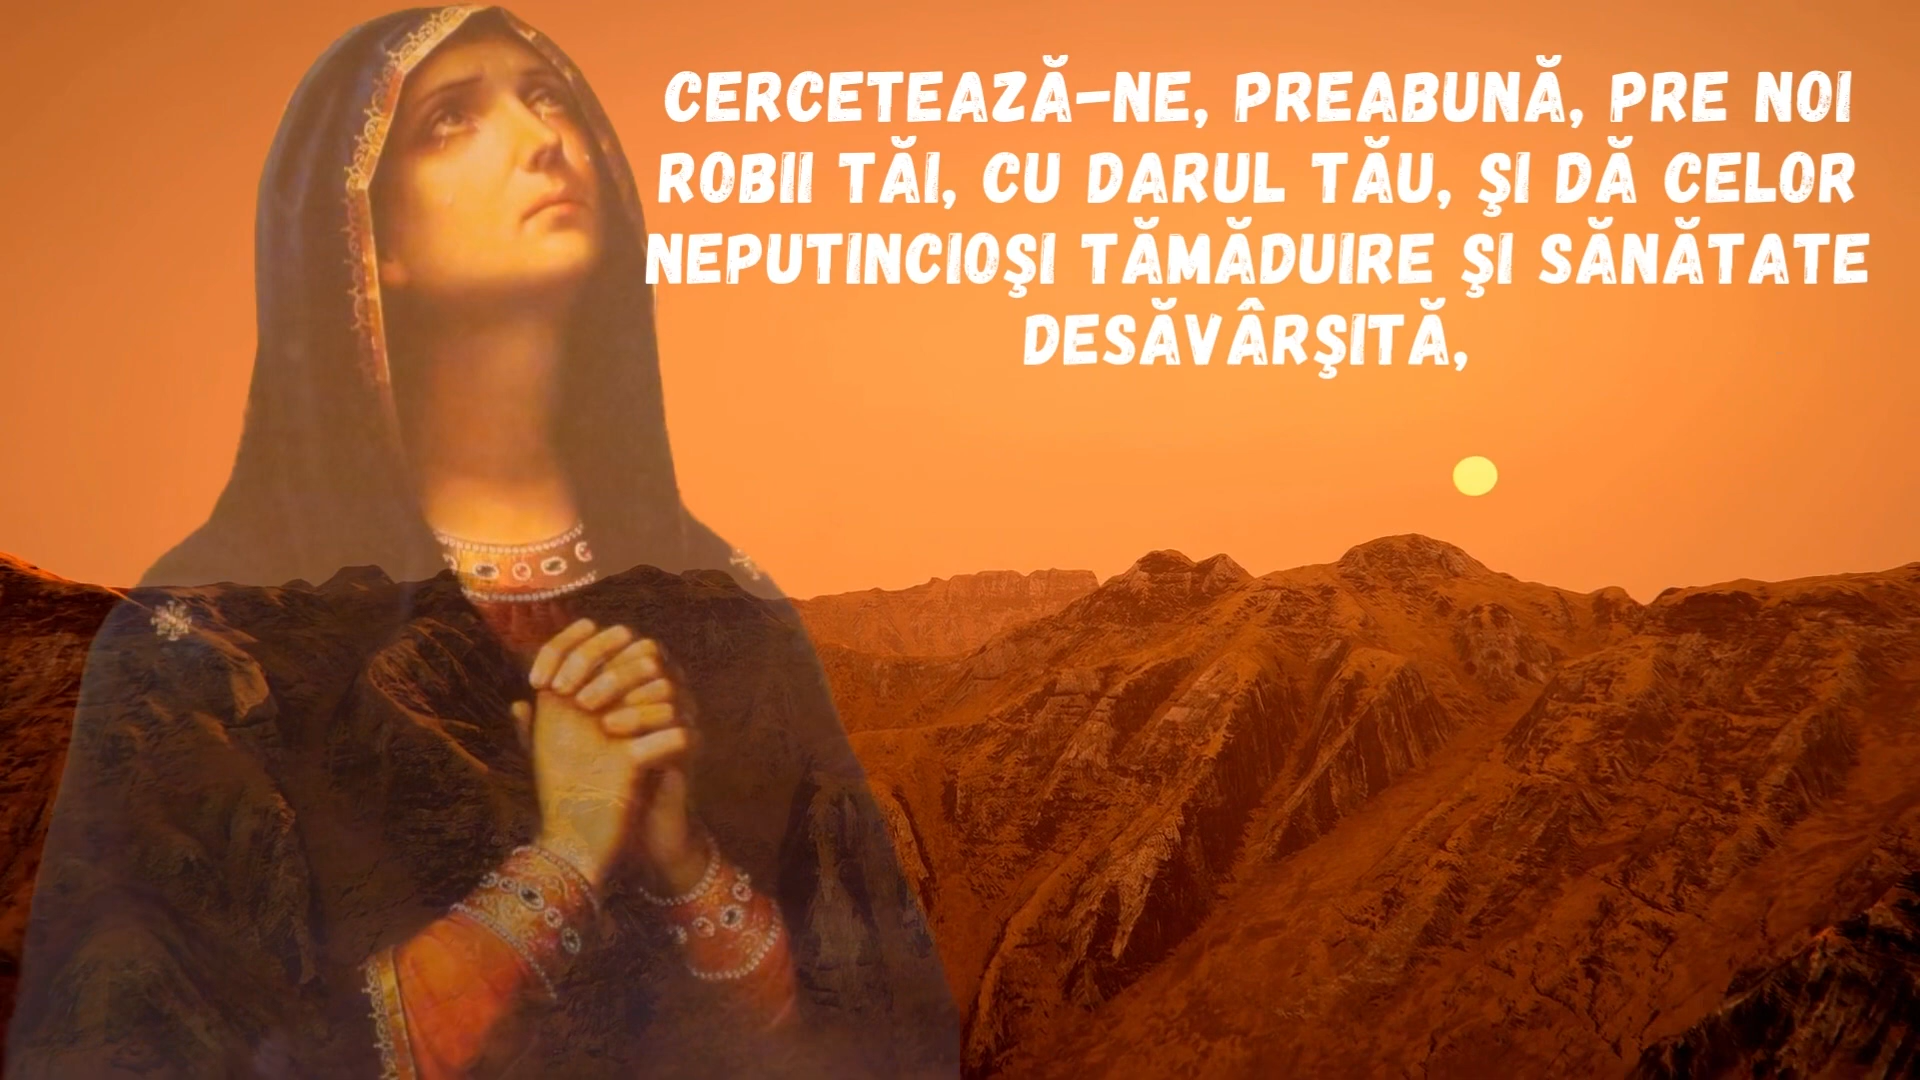 CERCETEAZĂ-NE, PREABUNĂ, PRE NOI
ROBII TĂI, CU DARUL TĂU, ŞI DĂ CELOR
NEPUTINCIOŞI TĂMĂDUIRE ŞI SĂNĂTATE
DESĂVÂRŞITĂ,